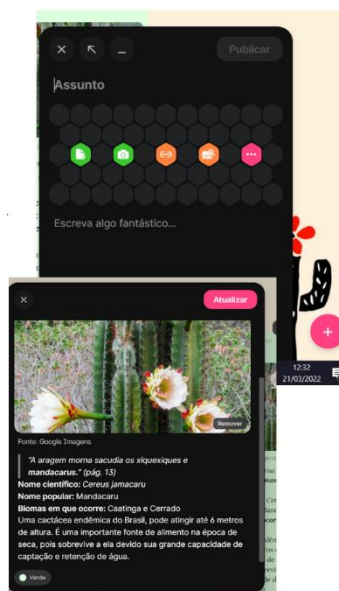 Publicar
Assunto
Escreva algo fantástico...
12:32
21/03/2022
Atualizar
Remover
Fonte: Google Imagens
"A aragem morna sacudia os xiquexiques e
mandacarus." (pág. 13)
Nome científico: Cereus jamacaru
Nome popular: Mandacaru
Biomas em que ocorre: Caatinga e Cerrado
Uma cactácea endêmica do Brasil, pode atingir até 6 metros
de altura. É uma importante fonte de alimento na época de
seca, pois sobrevive a ela devido sua grande capacidade de
captação e retenção de água.
Verde